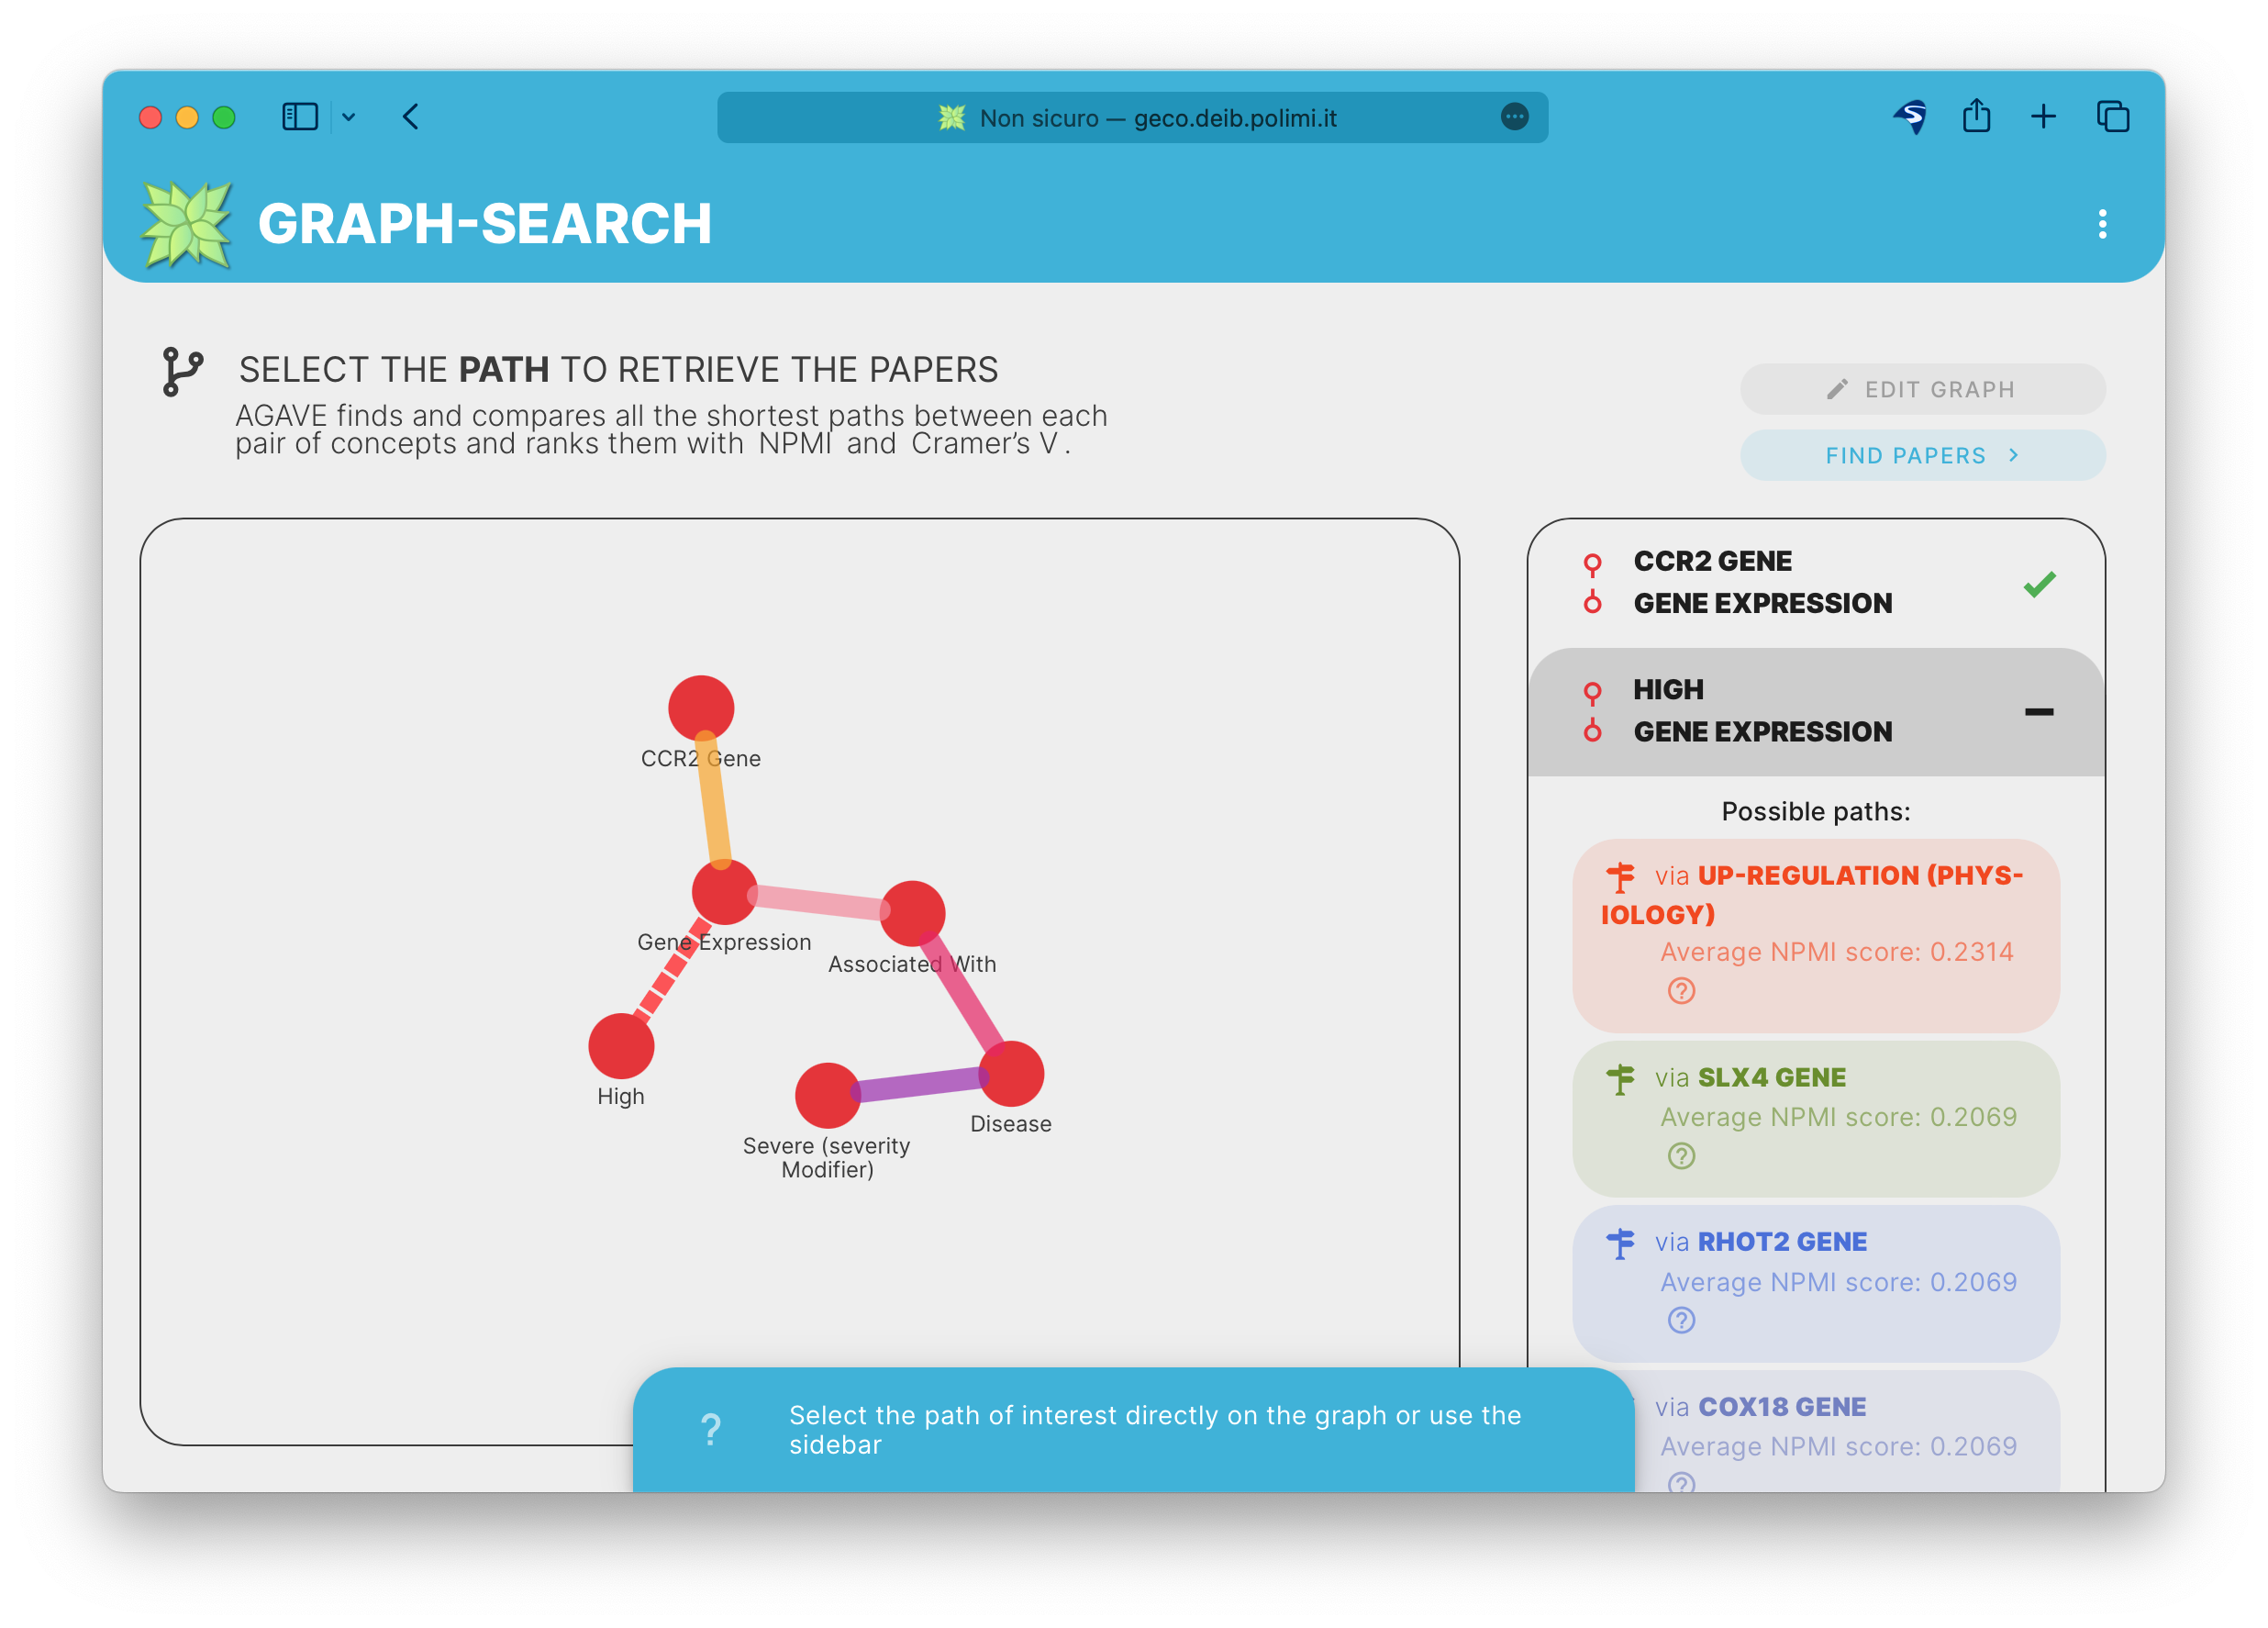 Non sicuro — geco.deib.polimi.it
GRAPH-SEARCH
SELECT THE PATH TO RETRIEVE THE PAPERS
AGAVE finds and compares all the shortest paths between each
pair of concepts and ranks them with NPMI and Cramer's V .
EDIT GRAPH
FIND PAPERS
CCR2 Gene
Gene Expression
Associated With
High
Disease
Severe (severity
Modifier)
CCR2 GENE
GENE EXPRESSION
HIGH
GENE EXPRESSION
Possible paths:
via UP-REGULATION (PHYS-
IOLOGY)
Average NPMI score: 0.2314
?
via SLX4 GENE
Average NPMI score: 0.2069
?
via RHOT2 GENE
Average NPMI score: 0.2069
?
via COX18 GENE
Average NPMI score: 0.2069
?
?
Select the path of interest directly on the graph or use the
sidebar